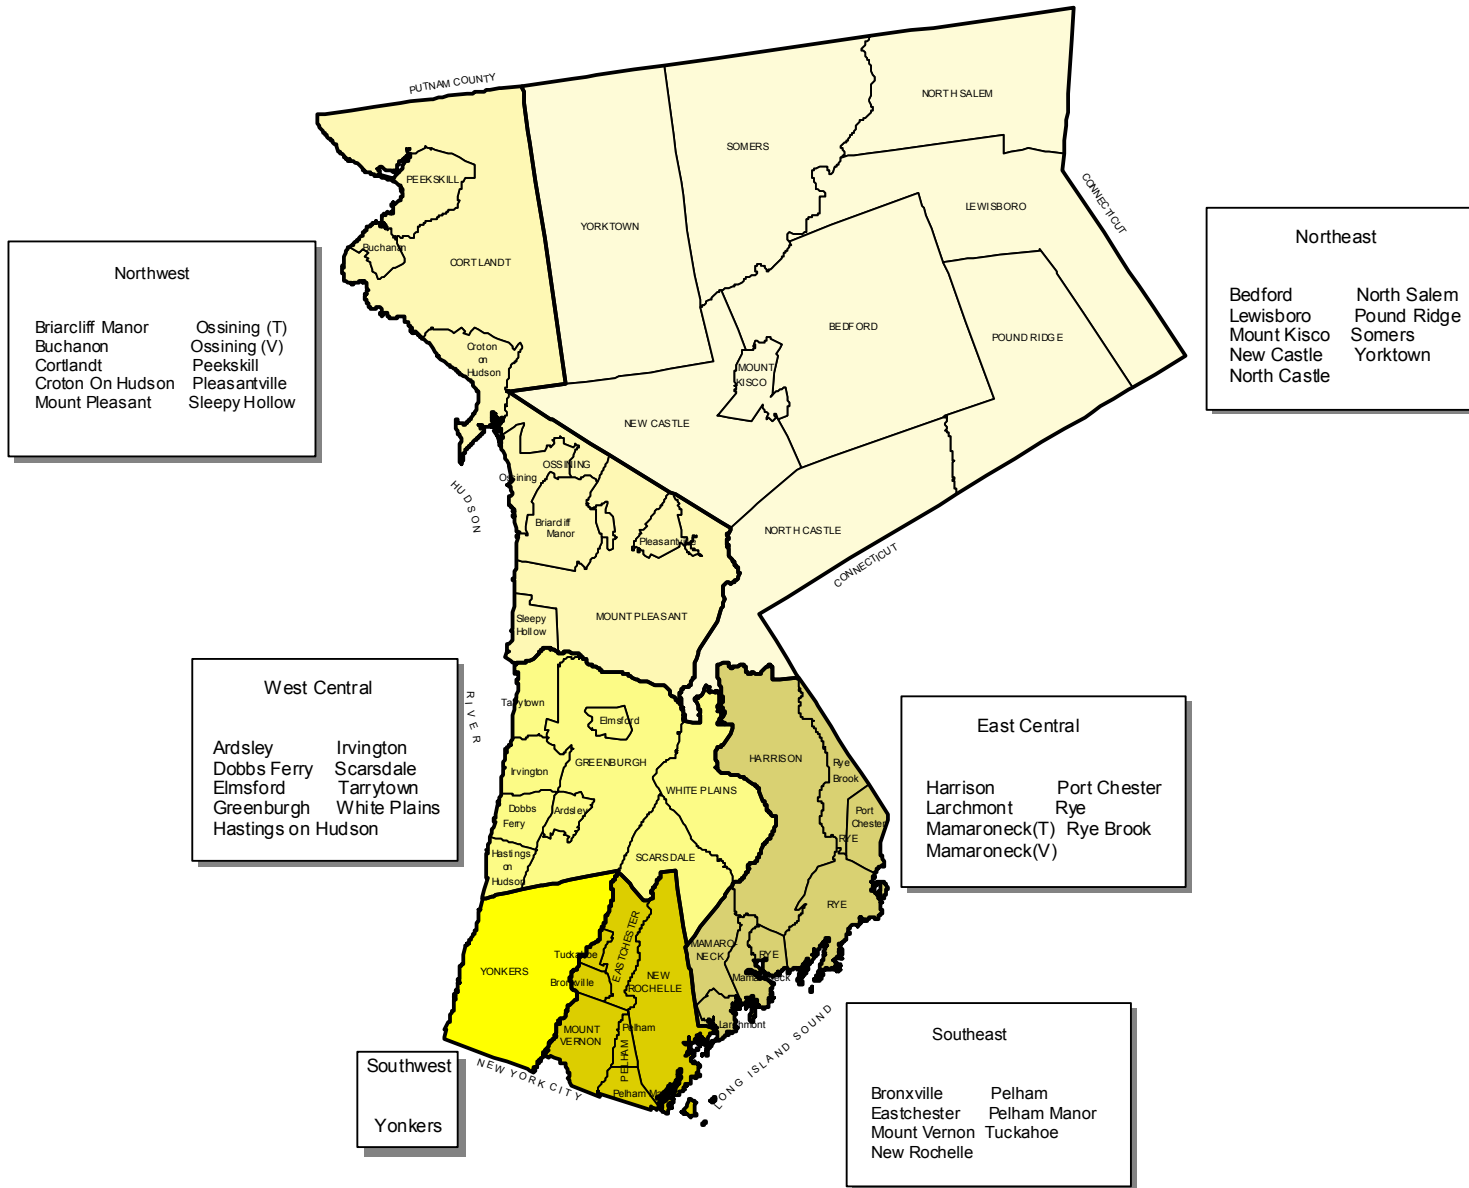 PUTNAM COUNTY
NORTH SALEM
SOMERS
PEEKSKILL
CONNECTICUT
LEWISBORO
YORKTOWN
Buchanan
CORTLANDT
Northeast
Bedford North Salem
Lewisboro Pound Ridge
Mount Kisco Somers
New Castle Yorktown
North Castle
Northwest
Briarcliff Manor Ossining (T)
Buchanon Ossining (V)
Cortlandt Peekskill
Croton On Hudson Pleasantville
Mount Pleasant Sleepy Hollow
BEDFORD
POUND RIDGE
Croton
on
Hudson
MOUNT
KISCO
NEW CASTLE
OSSINING
Ossining
HUDSON
Briarcliff
Manor
NORTH CASTLE
Pleasantville
CONNECTICUT
MOUNT PLEASANT
Sleepy
Hollow
West Central
Ardsley Irvington
Dobbs Ferry Scarsdale
Elmsford Tarrytown
Greenburgh White Plains
Hastings on Hudson
RIVER
Tarrytown
Elmsford
GREENBURGH
HARRISON
Rye
Brook
Irvington
WHITE PLAINS
East Central
Harrison Port Chester
Larchmont Rye
Mamaroneck(T) Rye Brook
Mamaroneck(V)
Dobbs
Ferry
Ardsley
Port
Chester
RYE
Hastings
on
Hudson
SCARSDALE
RYE
EASTCHESTER
MAMARO-
NECK
RYE
Tuckahoe
YONKERS
Bronxville
NEW
ROCHELLE
Mamaroneck
Larchmont
MOUNT
VERNON
Pelham
PELHAM
Pelham Ma
LONG ISLAND SOUND
NEW YORK CITY
Southwest
Yonkers
Southeast
Bronxville Pelham
Eastchester Pelham Manor
Mount Vernon Tuckahoe
New Rochelle